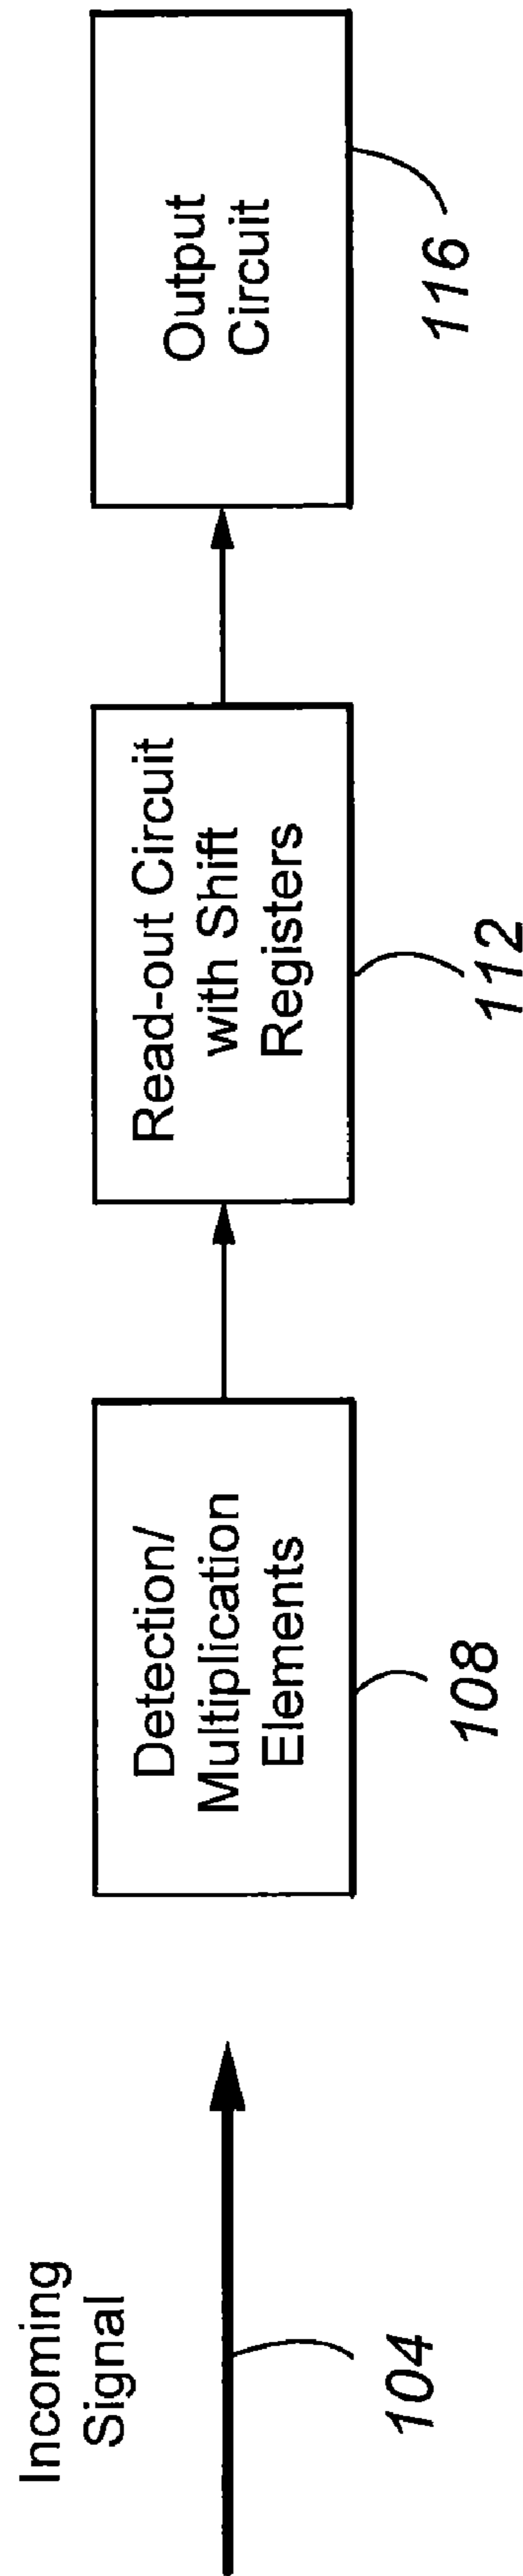 Incoming
Signal
104
Detection/
Multiplication
Elements
108
Read-out Circuit
with Shift
Registers
112
Output
Circuit
116